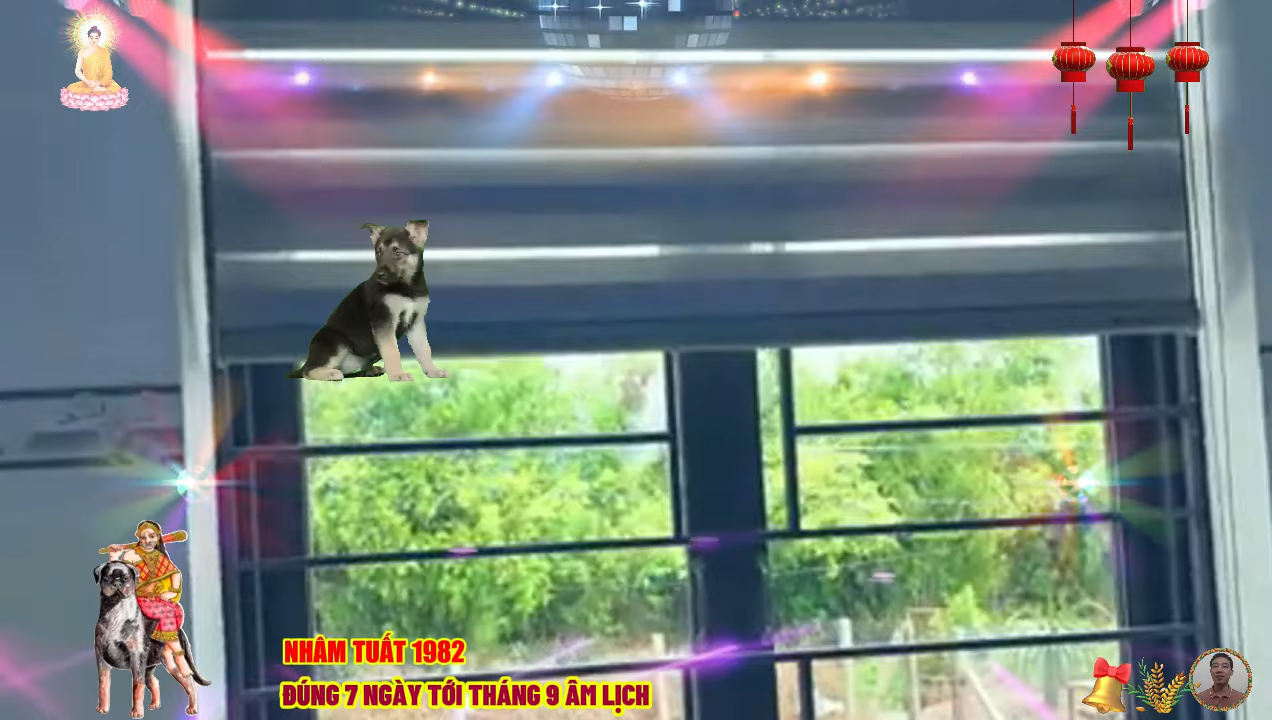 NHÂM TUẤT 1982
ĐÚNG 7 NGÀY TỚI THÁNG 9 ÂM LỊCH